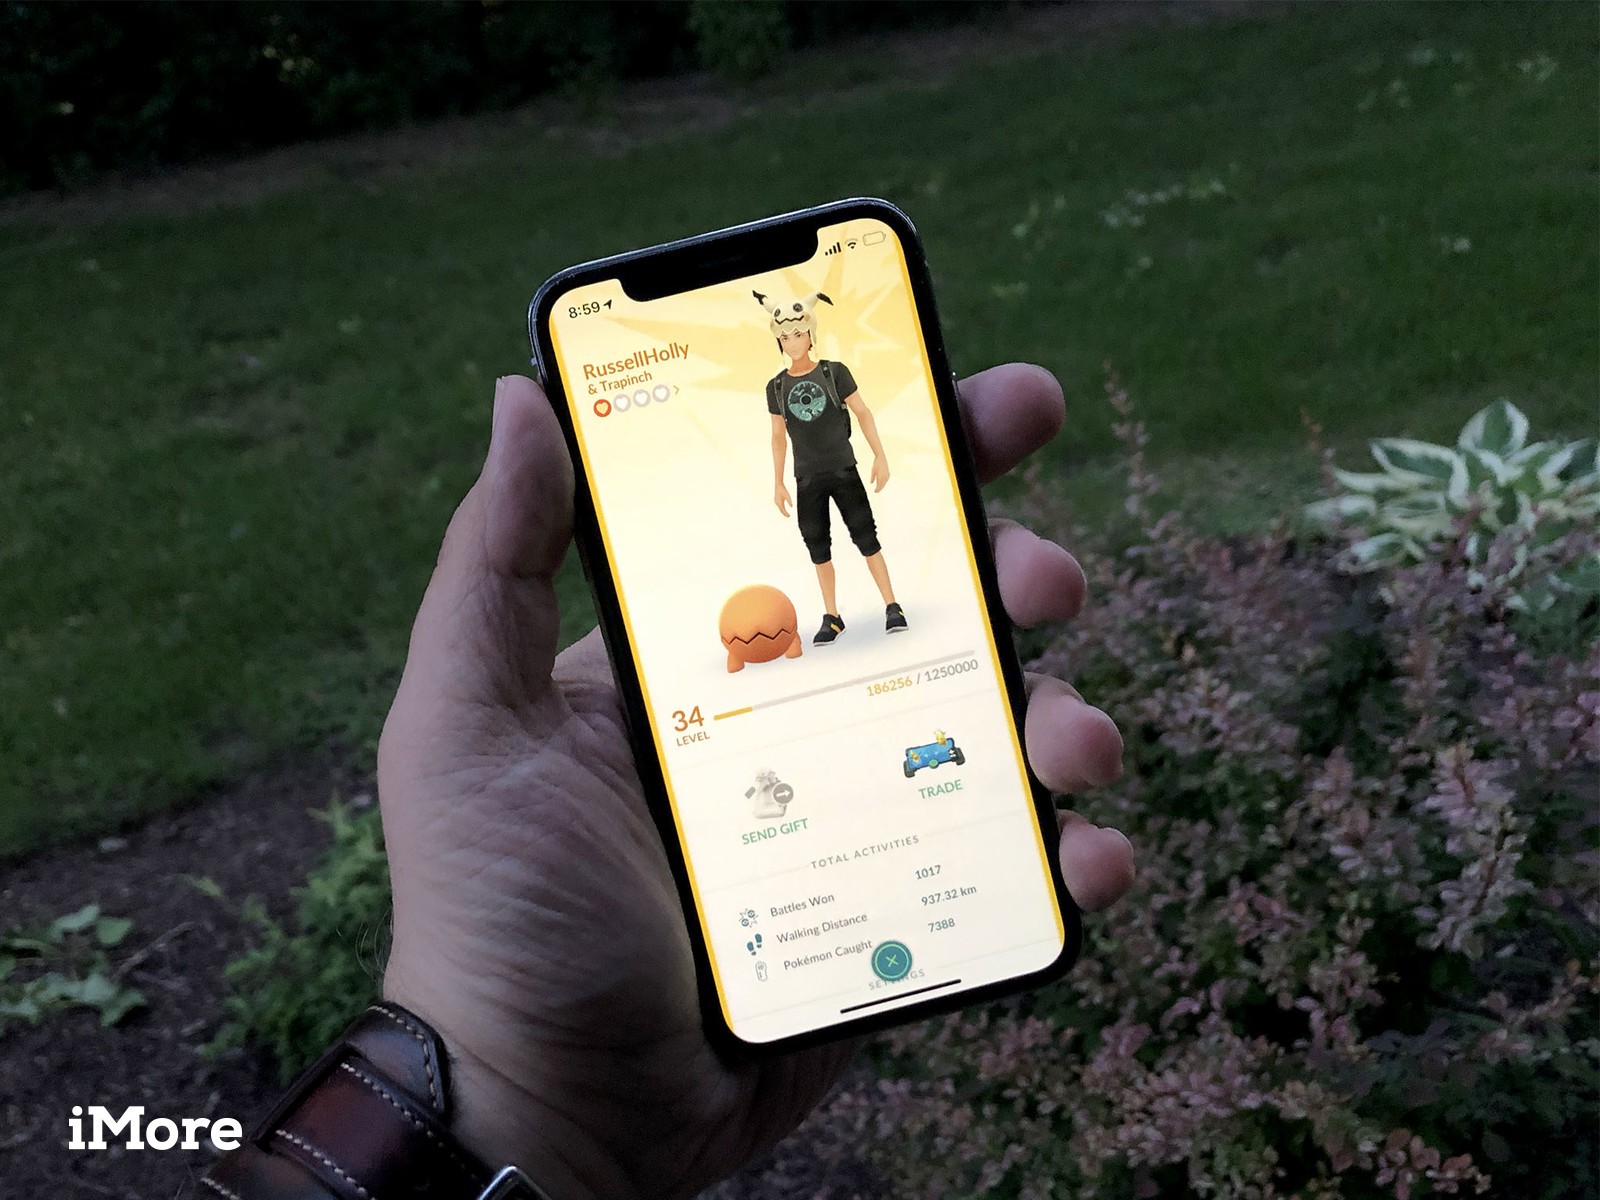 8:59
RussellHolly
& Trapinch
186256 / 1250000
34
LEVEL
SEND GIFT
TRADE
TOTAL ACTIVITIES
Battles Won 1017
Walking Distance 937.32 km
Pokémon Caught 7388
SETTINGS
iMore